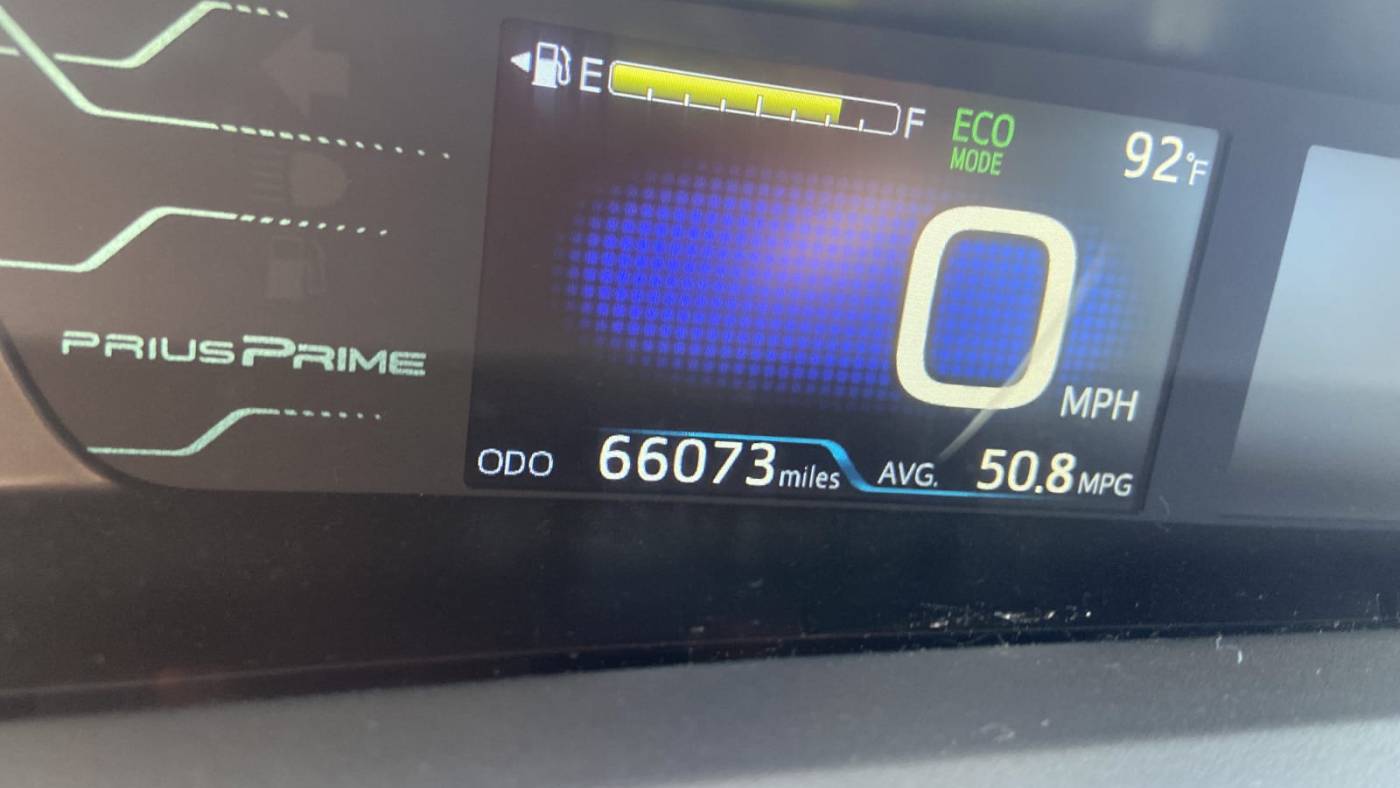 E F
ECO
MODE
92°F
0
MPH
PRIUS PRIME
ODO 66073 miles AVG. 50.8 MPG